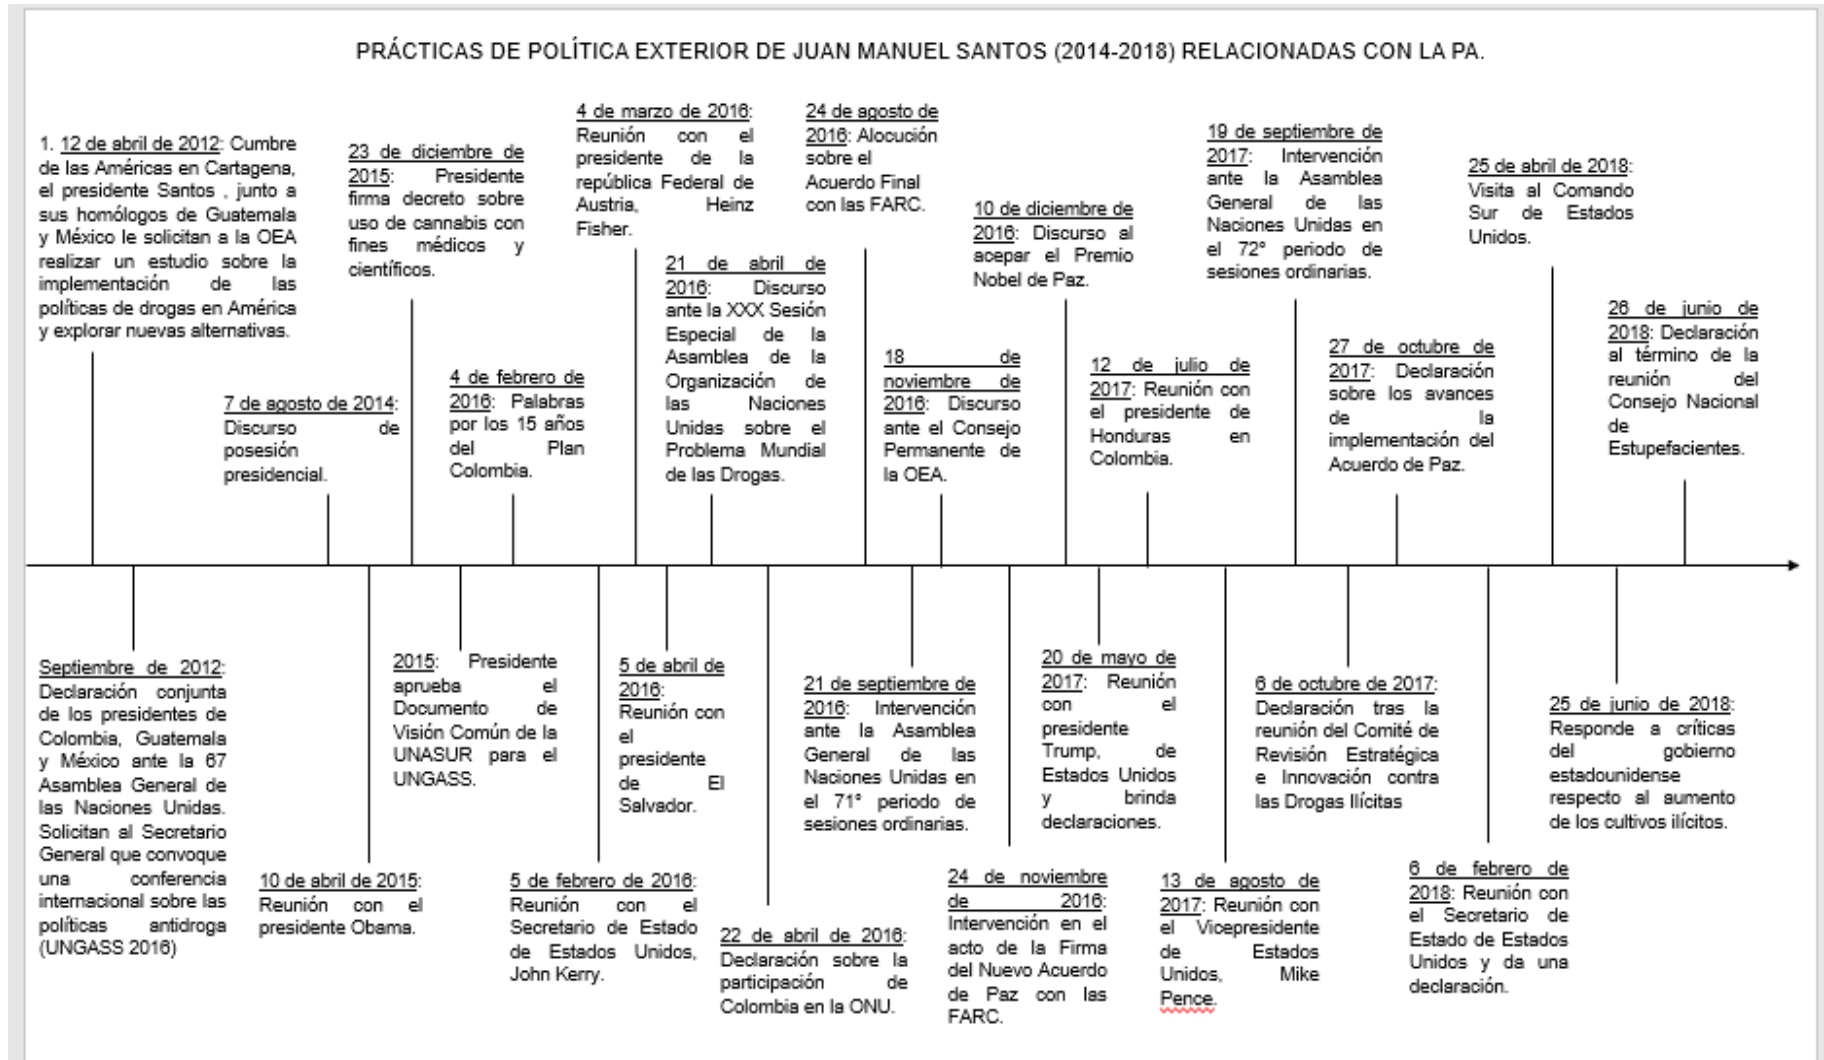 PRÁCTICAS DE POLÍTICA EXTERIOR DE JUAN MANUEL SANTOS (2014-2018) RELACIONADAS CON LA PA.
1. 12 de abril de 2012: Cumbre
de las Américas en Cartagena,
el presidente Santos , junto a
sus homólogos de Guatemala
y México le solicitan a la OEA
realizar un estudio sobre la
implementación de las
políticas de drogas en América
y explorar nuevas alternativas.
7 de agosto de 2014:
Discurso de
posesión
presidencial.
23 de diciembre de
2015: Presidente
firma decreto sobre
uso de cannabis con
fines médicos y
científicos.
4 de febrero de
2016: Palabras
por los 15 años
del Plan
Colombia.
4 de marzo de 2016:
Reunión con el
presidente de la
república Federal de
Austria, Heinz
Fisher.
21 de abril de
2016: Discurso
ante la XXX Sesión
Especial de la
Asamblea de la
Organización de
las Naciones
Unidas sobre el
Problema Mundial
de las Drogas.
24 de agosto de
2016: Alocución
sobre el
Acuerdo Final
con las FARC.
18 de
noviembre de
2016: Discurso
ante el Consejo
Permanente de
la OEA.
10 de diciembre de
2016: Discurso al
acepar el Premio
Nobel de Paz.
12 de julio de
2017: Reunión con
el presidente de
Honduras en
Colombia.
19 de septiembre de
2017: Intervención
ante la Asamblea
General de las
Naciones Unidas en
el 72° periodo de
sesiones ordinarias.
27 de octubre de
2017: Declaración
sobre los avances
de la
implementación del
Acuerdo de Paz.
25 de abril de 2018:
Visita al Comando
Sur de Estados
Unidos.
26 de junio de
2018: Declaración
al término de la
reunión del
Consejo Nacional
de
Estupefacientes.
Septiembre de 2012:
Declaración conjunta
de los presidentes de
Colombia, Guatemala
y México ante la 67
Asamblea General de
las Naciones Unidas.
Solicitan al Secretario
General que convoque
una conferencia
internacional sobre las
políticas antidroga
(UNGASS 2016)
10 de abril de 2015:
Reunión con el
presidente Obama.
2015: Presidente
aprueba el
Documento de
Visión Común de la
UNASUR para el
UNGASS.
5 de febrero de 2016:
Reunión con el
Secretario de Estado
de Estados Unidos,
John Kerry.
5 de abril de
2016:
Reunión con
el
presidente
de El
Salvador.
22 de abril de 2016:
Declaración sobre la
participación de
Colombia en la ONU.
21 de septiembre de
2016: Intervención
ante la Asamblea
General de las
Naciones Unidas en
el 71° periodo de
sesiones ordinarias.
24 de noviembre
de 2016:
Intervención en el
acto de la Firma
del Nuevo Acuerdo
de Paz con las
FARC.
20 de mayo de
2017: Reunión
con el
presidente
Trump, de
Estados Unidos
y brinda
declaraciones.
13 de agosto de
2017: Reunión con
el Vicepresidente
de Estados
Unidos, Mike
Pence.
6 de octubre de 2017:
Declaración tras la
reunión del Comité de
Revisión Estratégica
e Innovación contra
las Drogas Ilícitas
6 de febrero de
2018: Reunión con
el Secretario de
Estado de Estados
Unidos y da una
declaración.
25 de junio de 2018:
Responde a críticas
del gobierno
estadounidense
respecto al aumento
de los cultivos ilícitos.